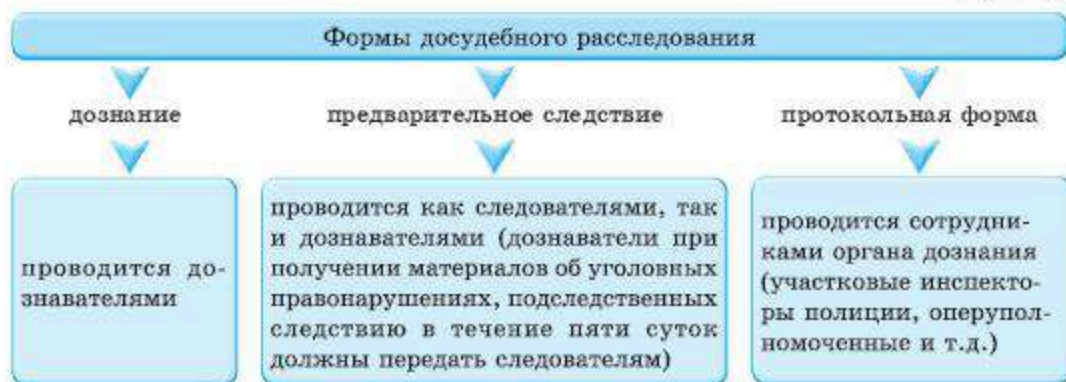 Формы досудебного расследования
дознание
предварительное следствие
протокольная форма
проводится до-
знавателями
проводится как следователями, так
и дознавателями (дознаватели при
получении материалов об уголовных
правонарушениях, подследственных
следствию в течение пяти суток
должны передать следователям)
проводится сотрудни-
ками органа дознания
(участковые инспекто-
ры полиции, оперупол-
номоченные и т.д.)